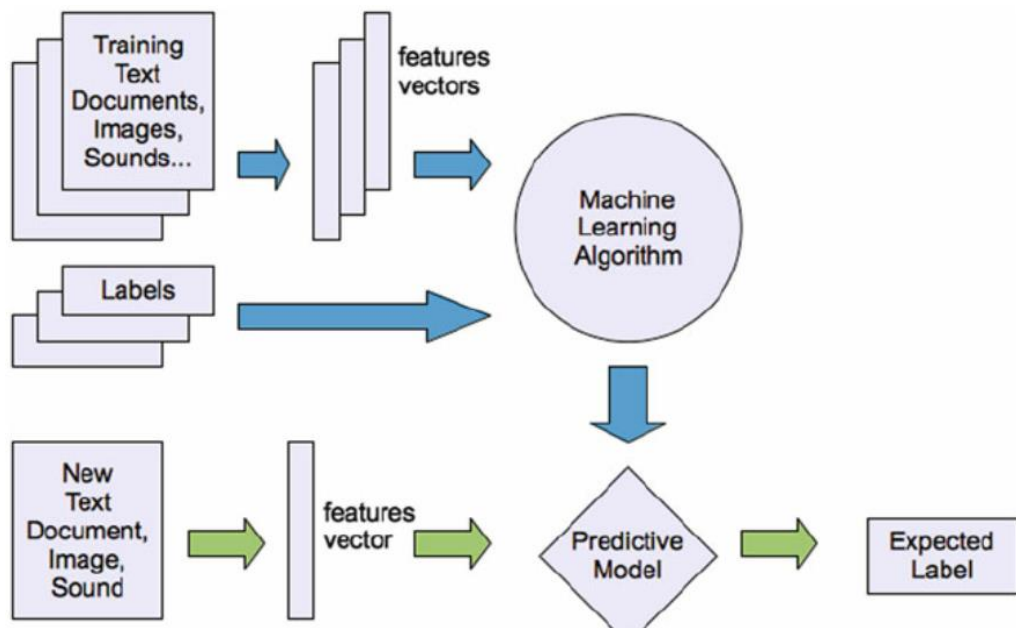 Training
Text
Documents,
Images,
Sounds...
features
vectors
Machine
Learning
Algorithm
Labels
New
Text
Document,
Image,
Sound
features
vector
Predictive
Model
Expected
Label